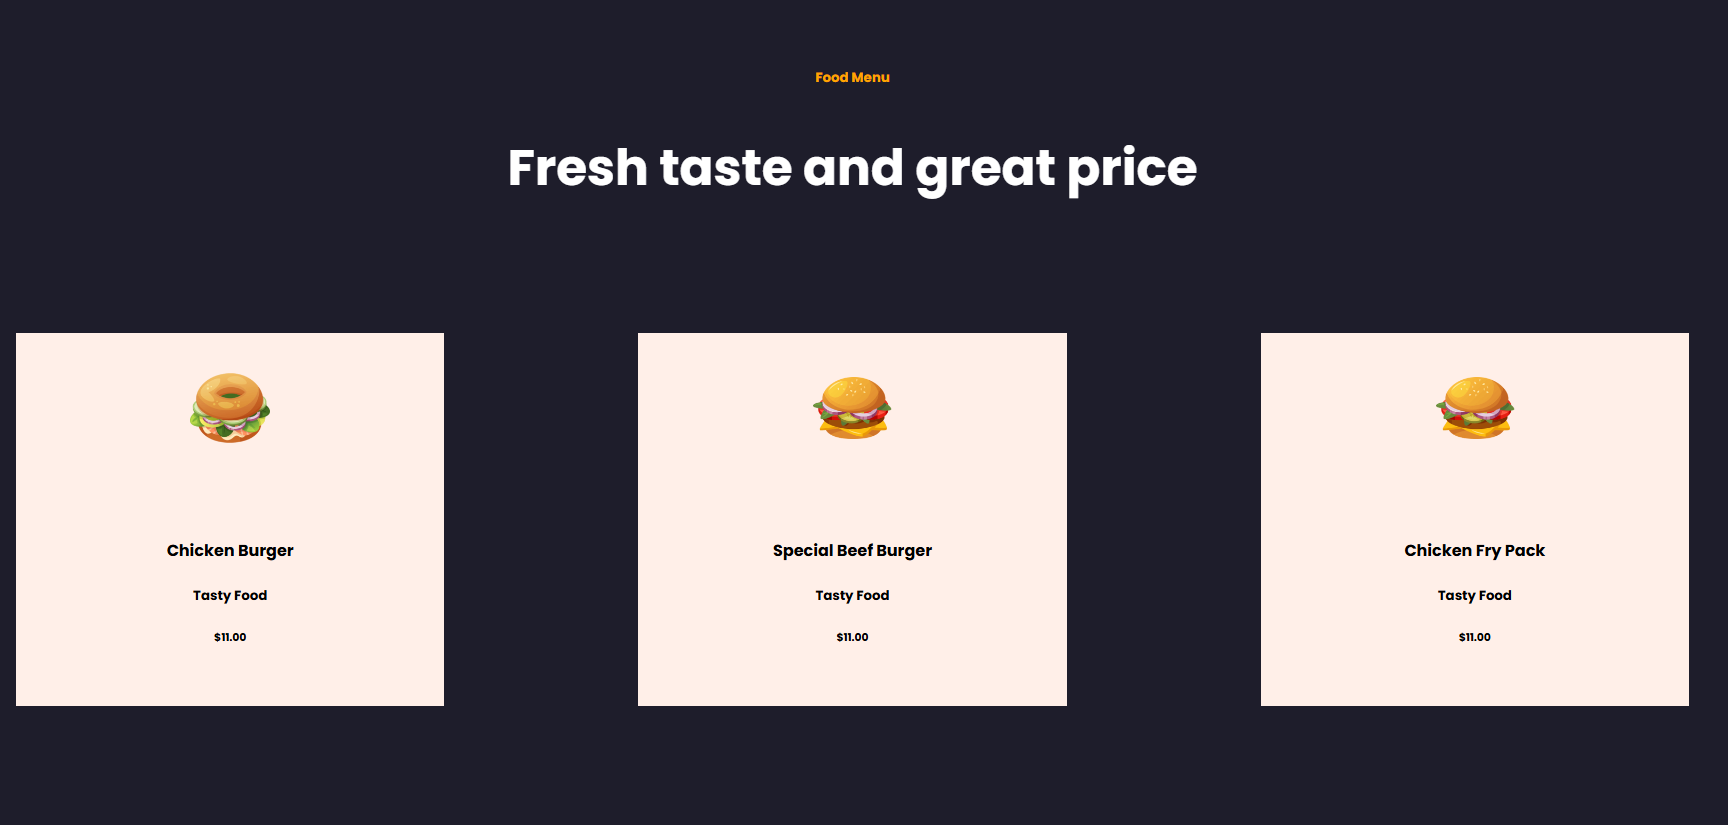 Food Menu
Fresh taste and great price
Chicken Burger
Tasty Food
$11.00
Special Beef Burger
Tasty Food
$11.00
Chicken Fry Pack
Tasty Food
$11.00